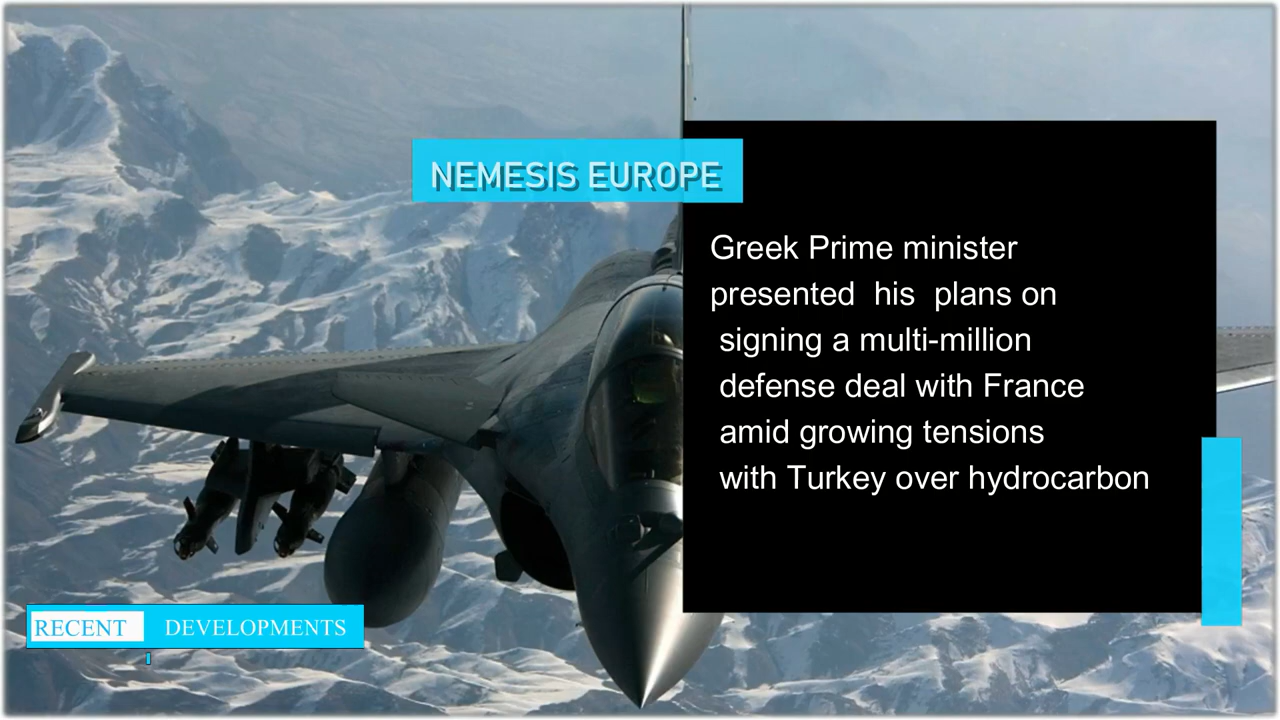 NEMESIS EUROPE
Greek Prime minister
presented his plans on
signing a multi-million
defense deal with France
amid growing tensions
with Turkey over hydrocarbon
RECENT DEVELOPMENTS